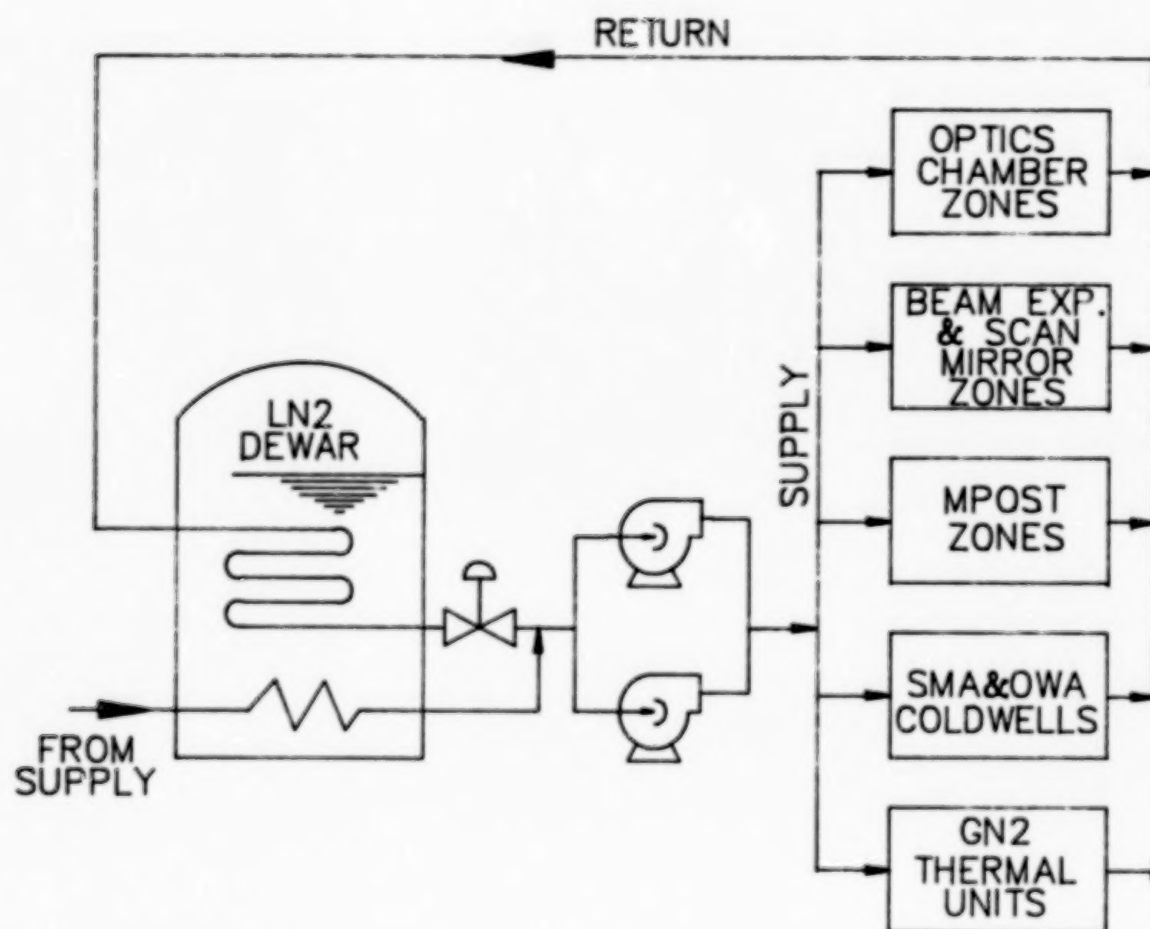 RETURN
OPTICS
CHAMBER
ZONES
BEAM EXP.
& SCAN
MIRROR
ZONES
LN2
DEWAR
SUPPLY
MPOST
ZONES
SMA&OWA
COLDWELLS
FROM
SUPPLY
GN2
THERMAL
UNITS